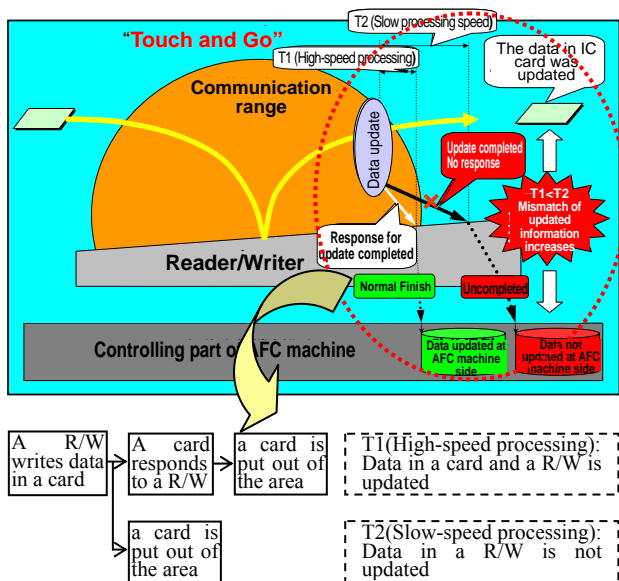 T2 (Slow processing speed)
"Touch and Go"
T1 (High-speed processing)
The data in IC
card was
updated
Communication
range
Data update
Update completed
No response
T1<T2
Mismatch of
updated
information
increases
Response for
update completed
Reader/Writer
Normal Finish
Uncompleted
Controlling part of AFC machine
Data updated at
AFC machine
side
Data not
updated at AFC
machine side
A R/W
writes data
in a card
A card
responds
to a R/W
a card is
put out of
the area
T1(High-speed processing):
Data in a card and a R/W is
updated
a card is
put out of
the area
T2(Slow-speed processing):
Data in a R/W is not
updated